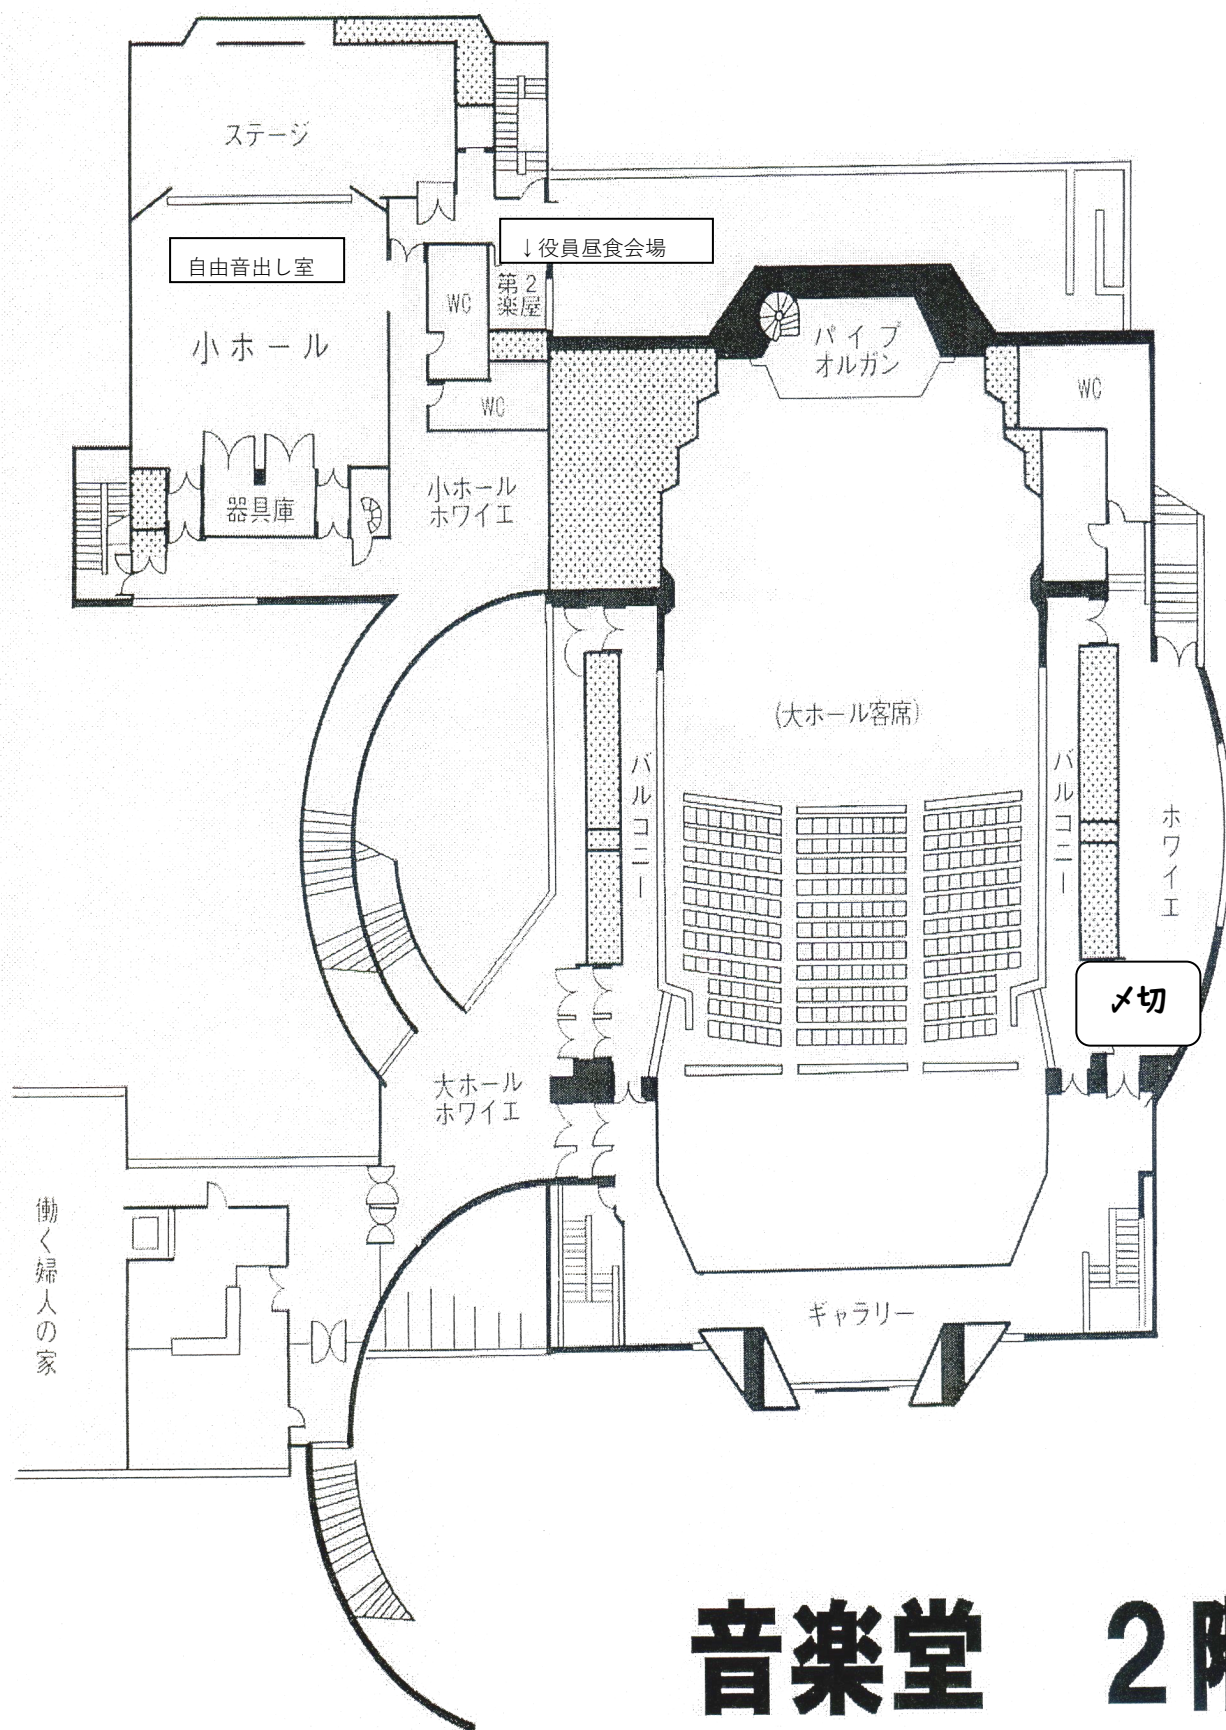 ステージ
↓役員昼食会場
自由音出し室
第2
楽屋
WC
小ホール
パイプ
オルガン
WC
WC
小ホール
ホワイエ
器具庫
(大ホール客席)
バルコニー
バルコニー
ホワイエ
〆切
大ホール
ホワイエ
働く婦人の家
ギャラリー
音楽堂 2階